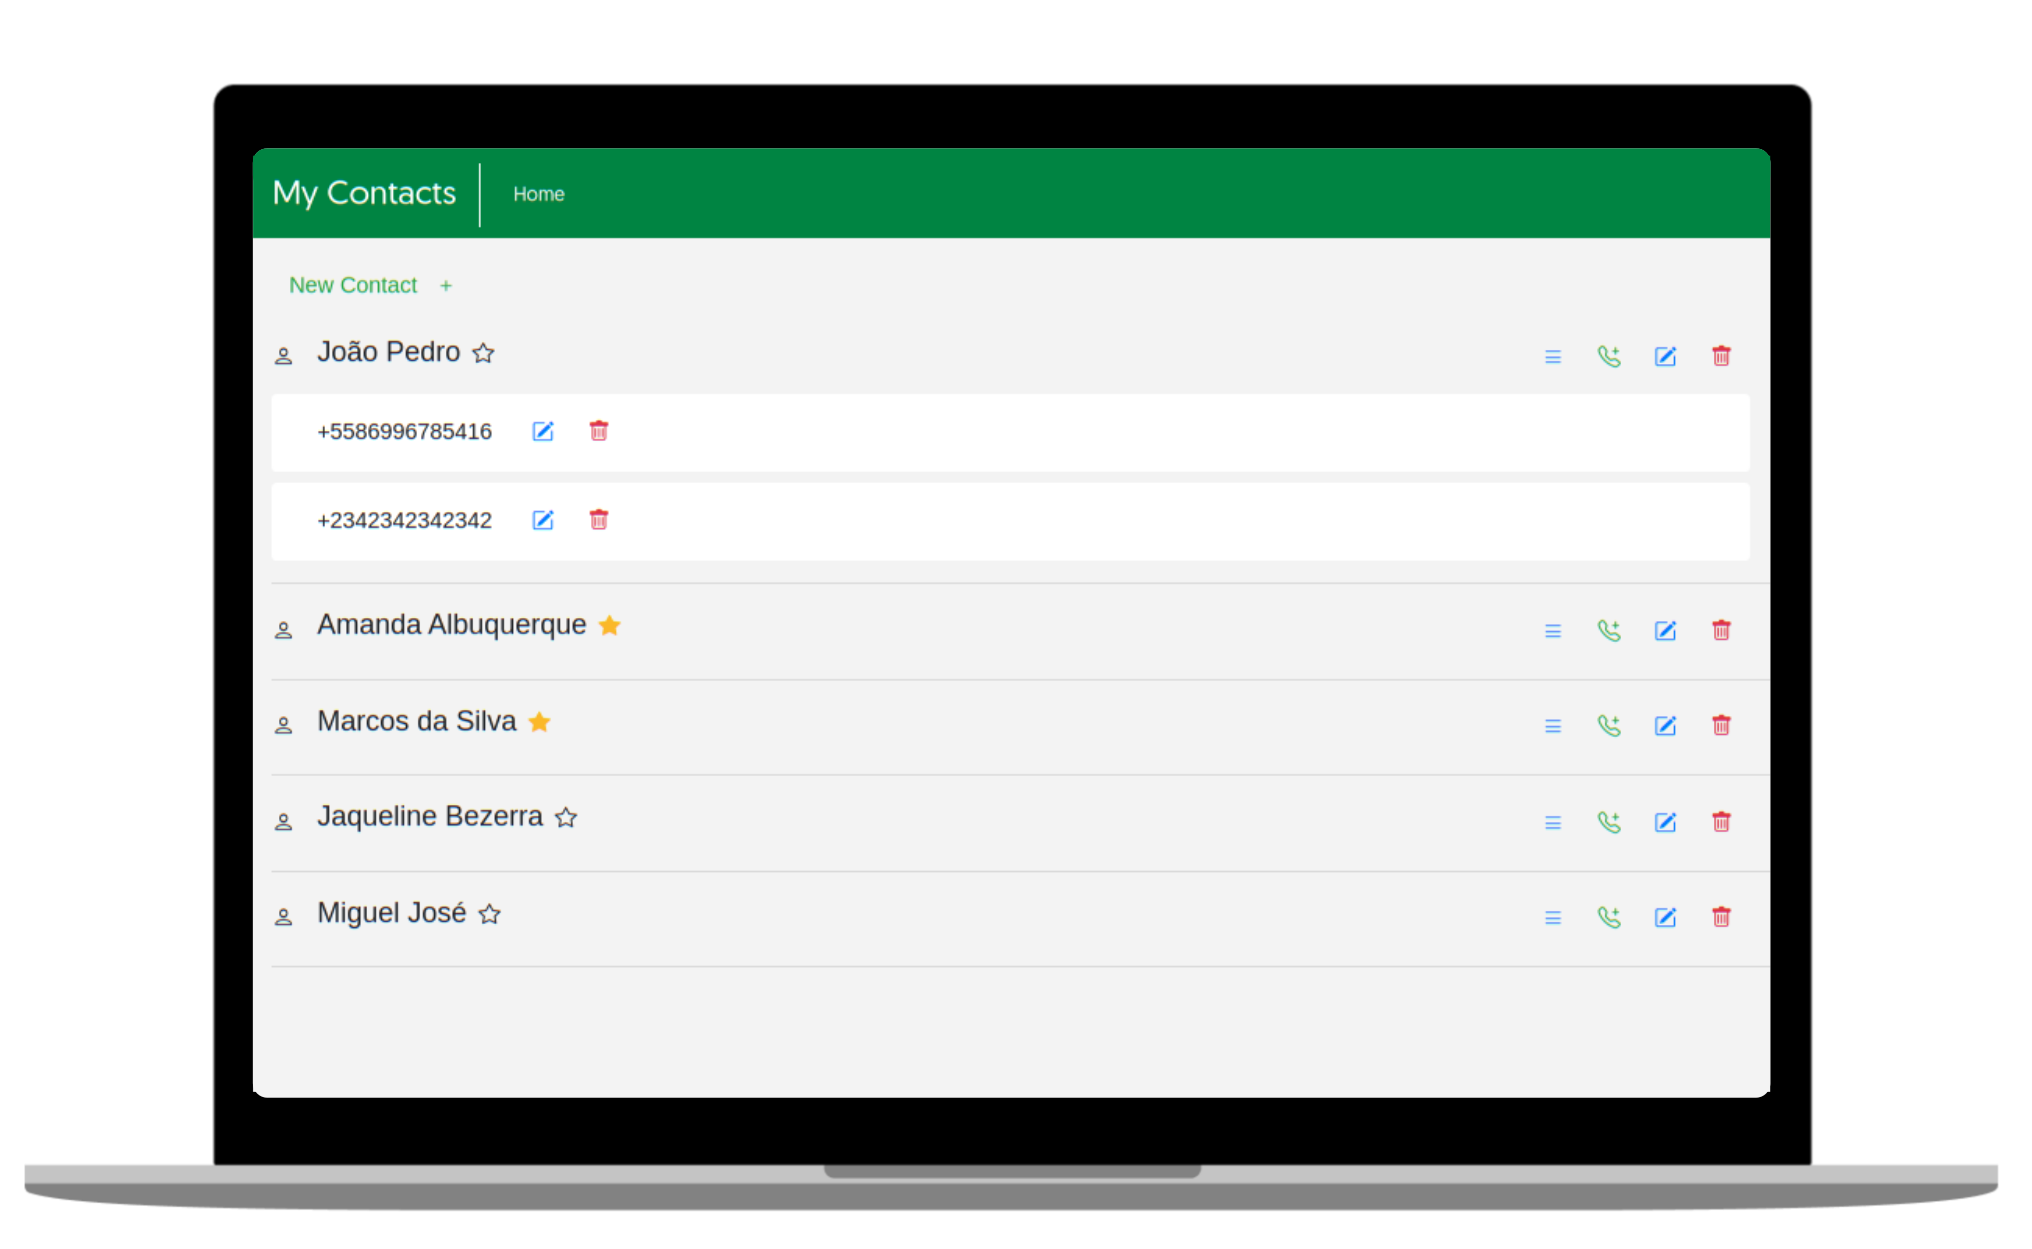 My Contacts Home
New Contact +
João Pedro
+5586996785416
+2342342342342
Amanda Albuquerque
Marcos da Silva
Jaqueline Bezerra
Miguel José